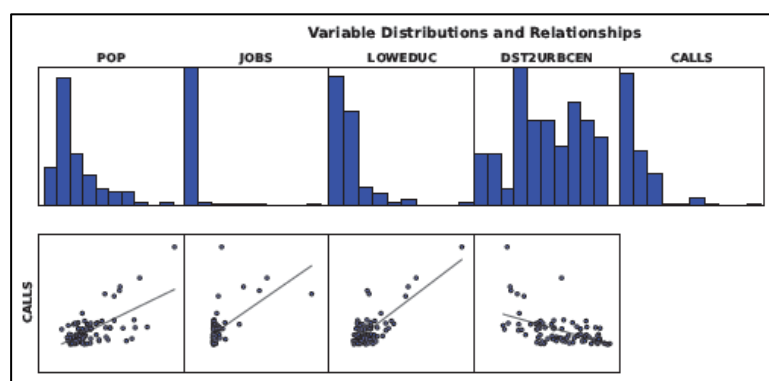 Variable Distributions and Relationships
POP JOBS LOWEDUC DST2URBCEN CALLS
CALLS